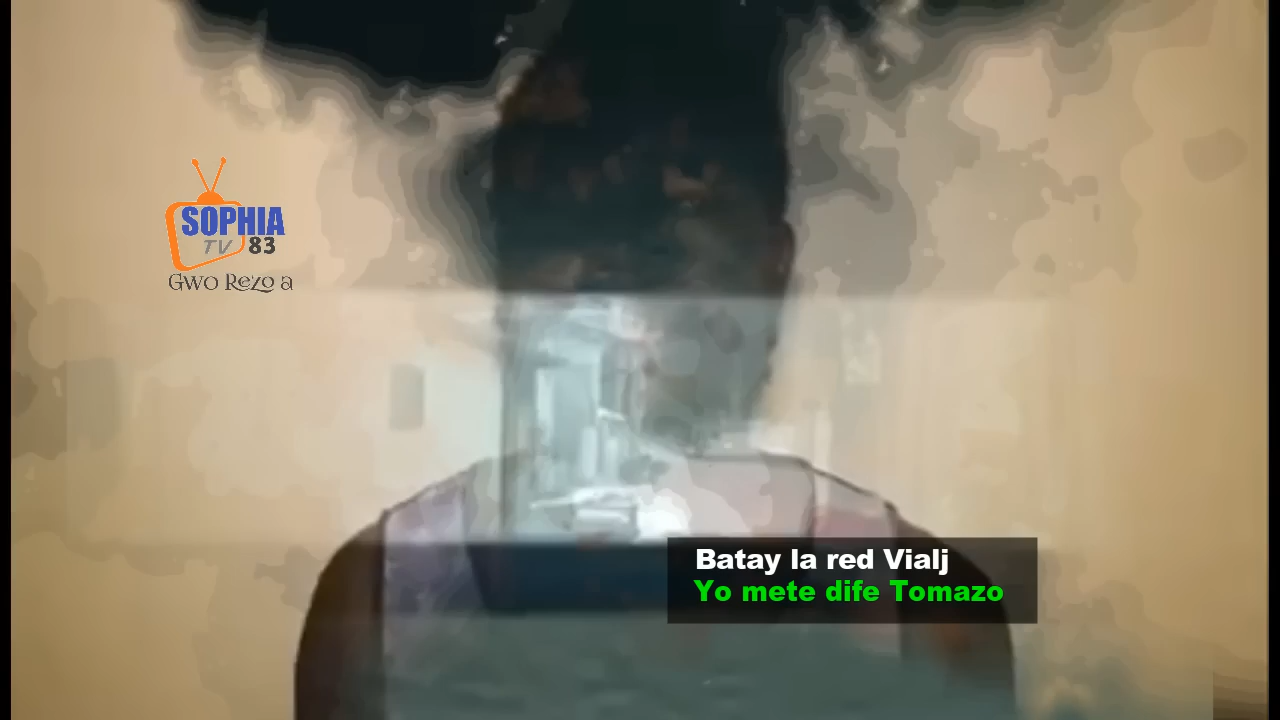 SOPHIA
TV 83
Gwo Rezo a
Batay la red Vialj
Yo mete dife Tomazo